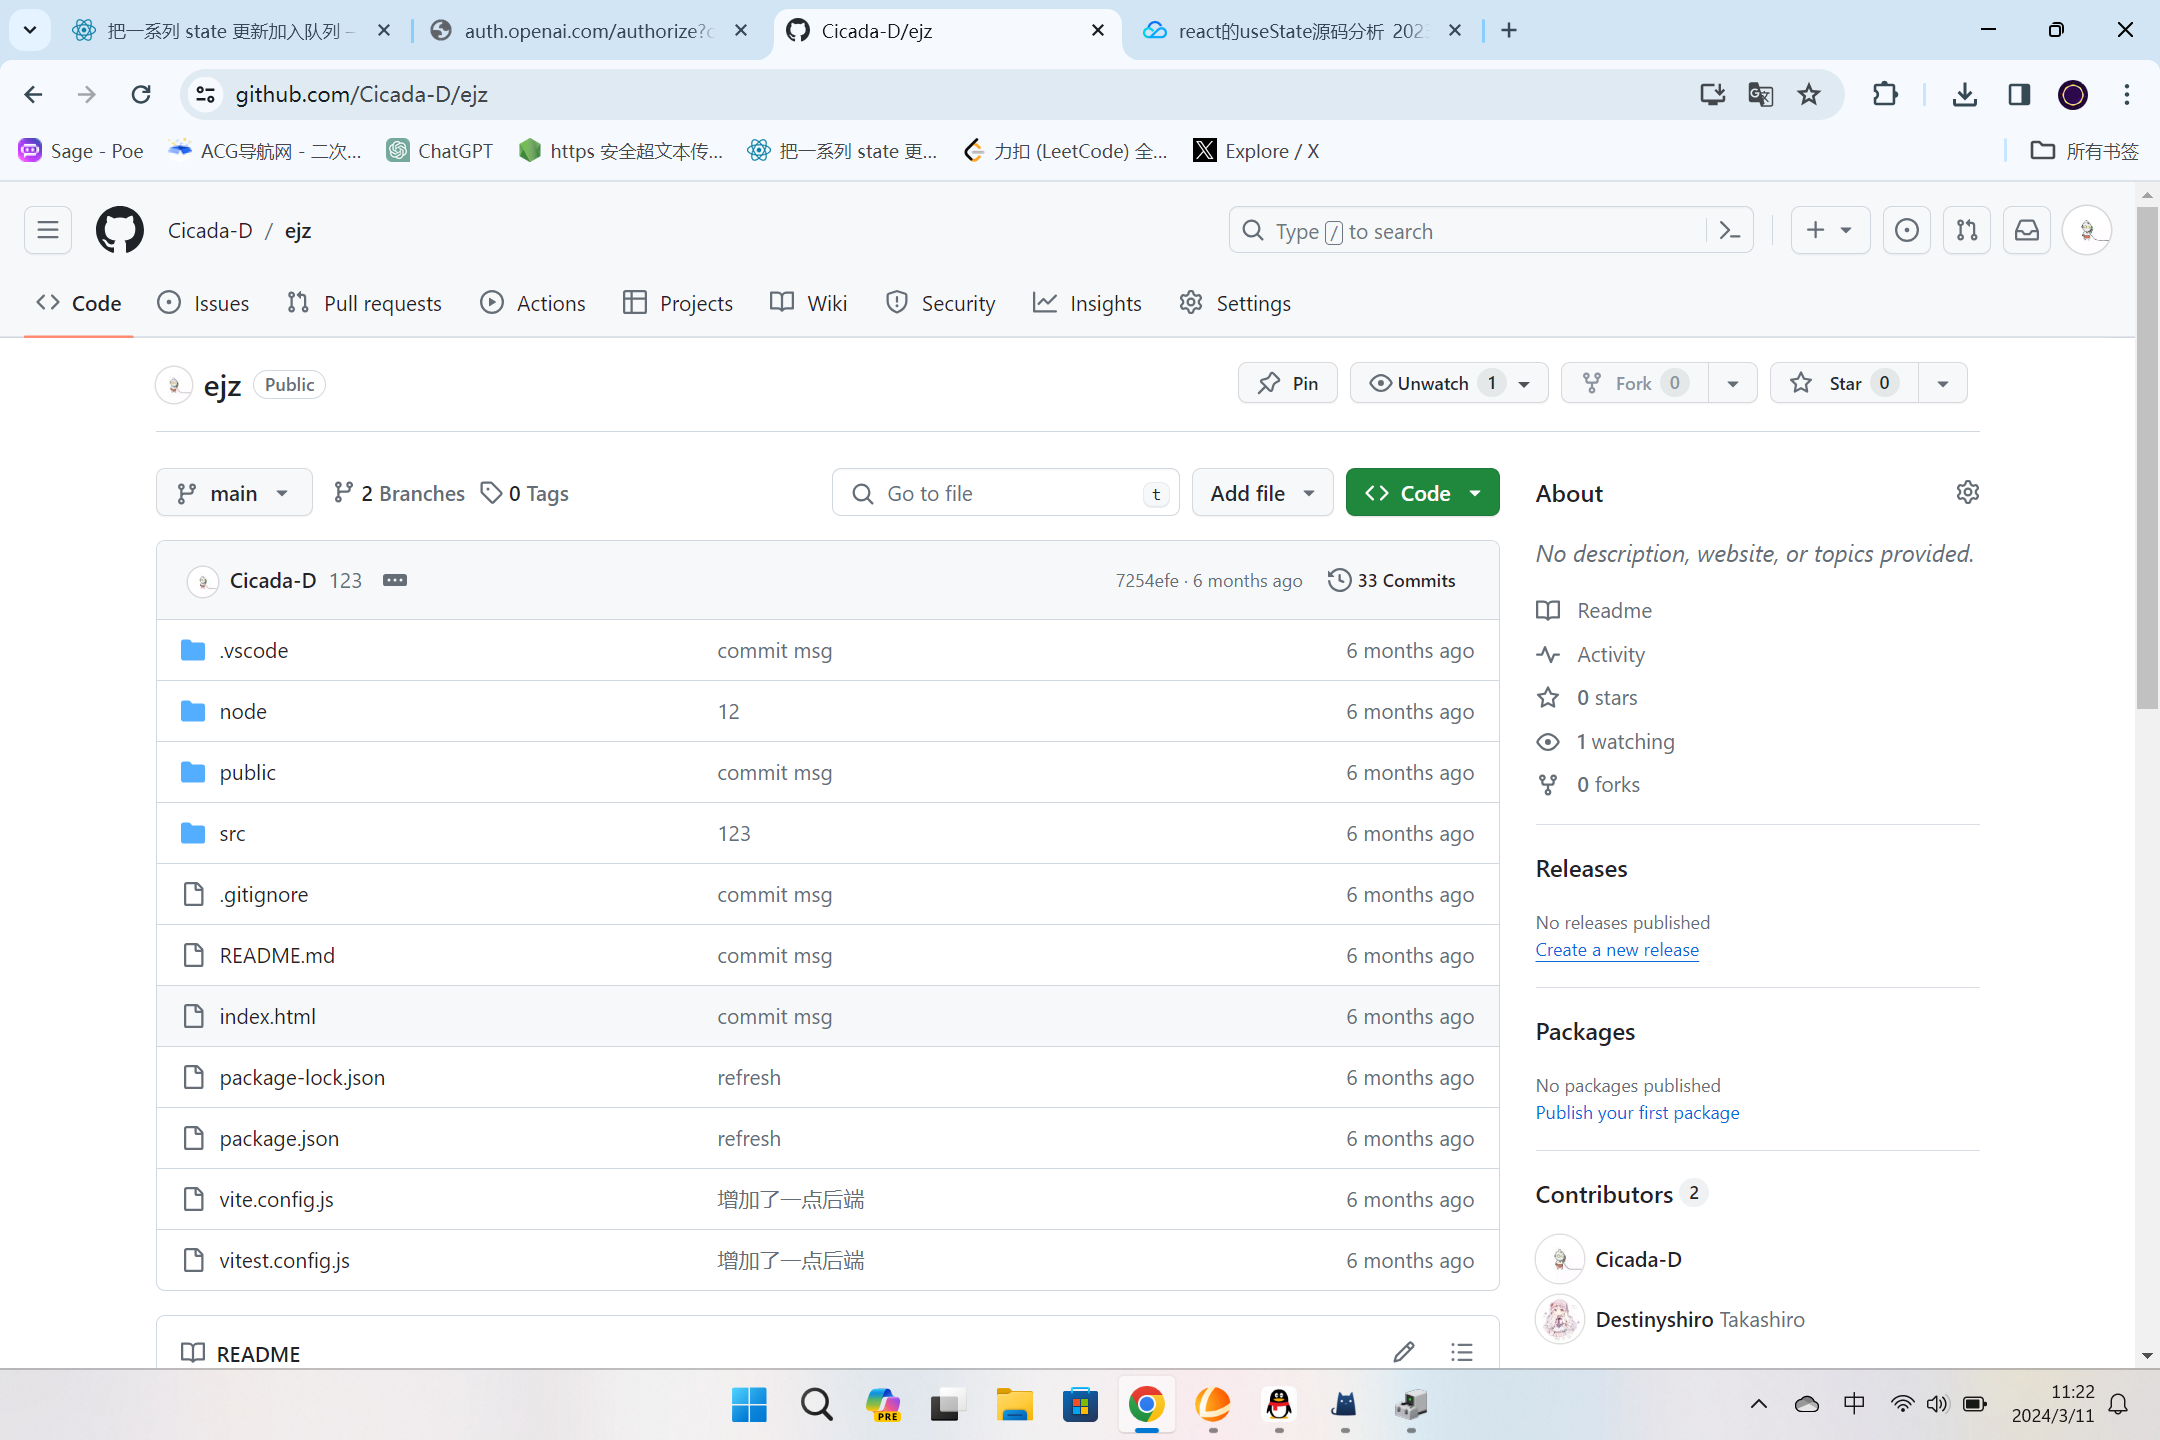 把一系列 state 更新加入队列 –
auth.openai.com/authorize?c
Cicada-D/ejz
react的useState源码分析 202
github.com/Cicada-D/ejz
Sage - Poe
ACG导航网 - 二次...
ChatGPT
https 安全超文本传...
把一系列 state 更...
力扣 (LeetCode) 全...
Explore / X
所有书签
Cicada-D / ejz
Type / to search
Code
Issues
Pull requests
Actions
Projects
Wiki
Security
Insights
Settings
ejz Public
Pin
Unwatch 1
Fork 0
Star 0
main
2 Branches
0 Tags
Go to file t
Add file
Code
Cicada-D 123
7254efe · 6 months ago
33 Commits
.vscode commit msg 6 months ago
node 12 6 months ago
public commit msg 6 months ago
src 123 6 months ago
.gitignore commit msg 6 months ago
README.md commit msg 6 months ago
index.html commit msg 6 months ago
package-lock.json refresh 6 months ago
package.json refresh 6 months ago
vite.config.js 增加了一点后端 6 months ago
vitest.config.js 增加了一点后端 6 months ago
README
About
No description, website, or topics provided.
Readme
Activity
0 stars
1 watching
0 forks
Releases
No releases published
Create a new release
Packages
No packages published
Publish your first package
Contributors 2
Cicada-D
Destinyshiro Takashiro
PRE
中
11:22
2024/3/11